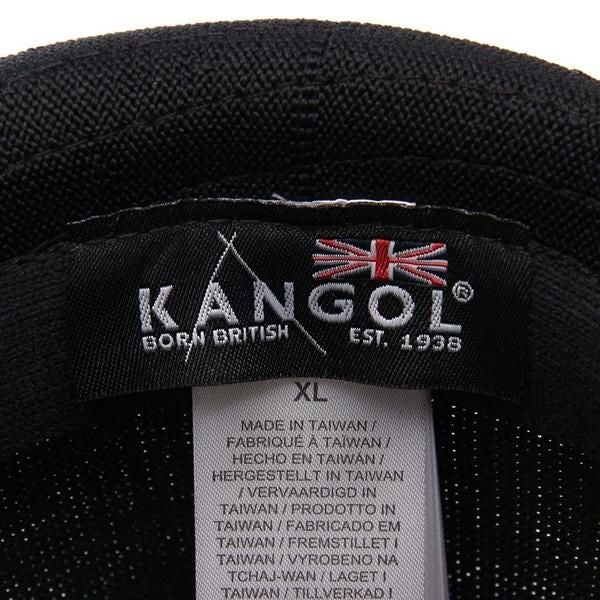 KANGOL®
BORN BRITISH EST. 1938
XL
MADE IN TAIWAN /
FABRIQUÉ À TAÏWAN /
HECHO EN TAIWÁN /
HERGESTELLT IN TAIWAN
/ VERVAARDIGD IN
TAIWAN / PRODOTTO IN
TAIWAN / FABRICADO EM
TAIWAN / FREMSTILLET I
TAIWAN / VYROBENO NA
TCHAJ-WAN / LAGET I
TAIWAN / TILLVERKAD I